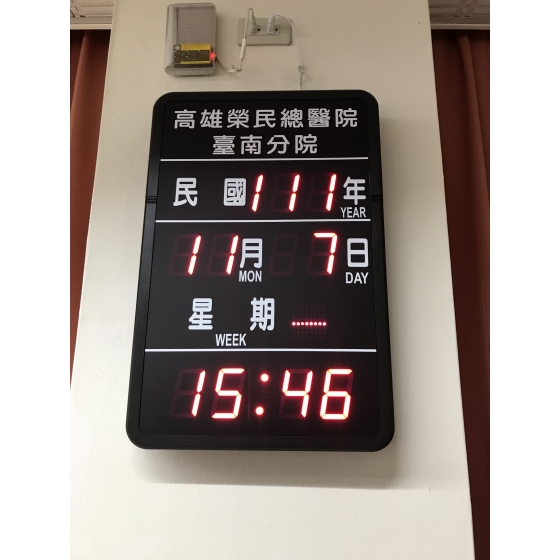 高雄榮民總醫院
臺南分院
民國111年
YEAR
11月 7日
MON DAY
星期一
WEEK
15:46